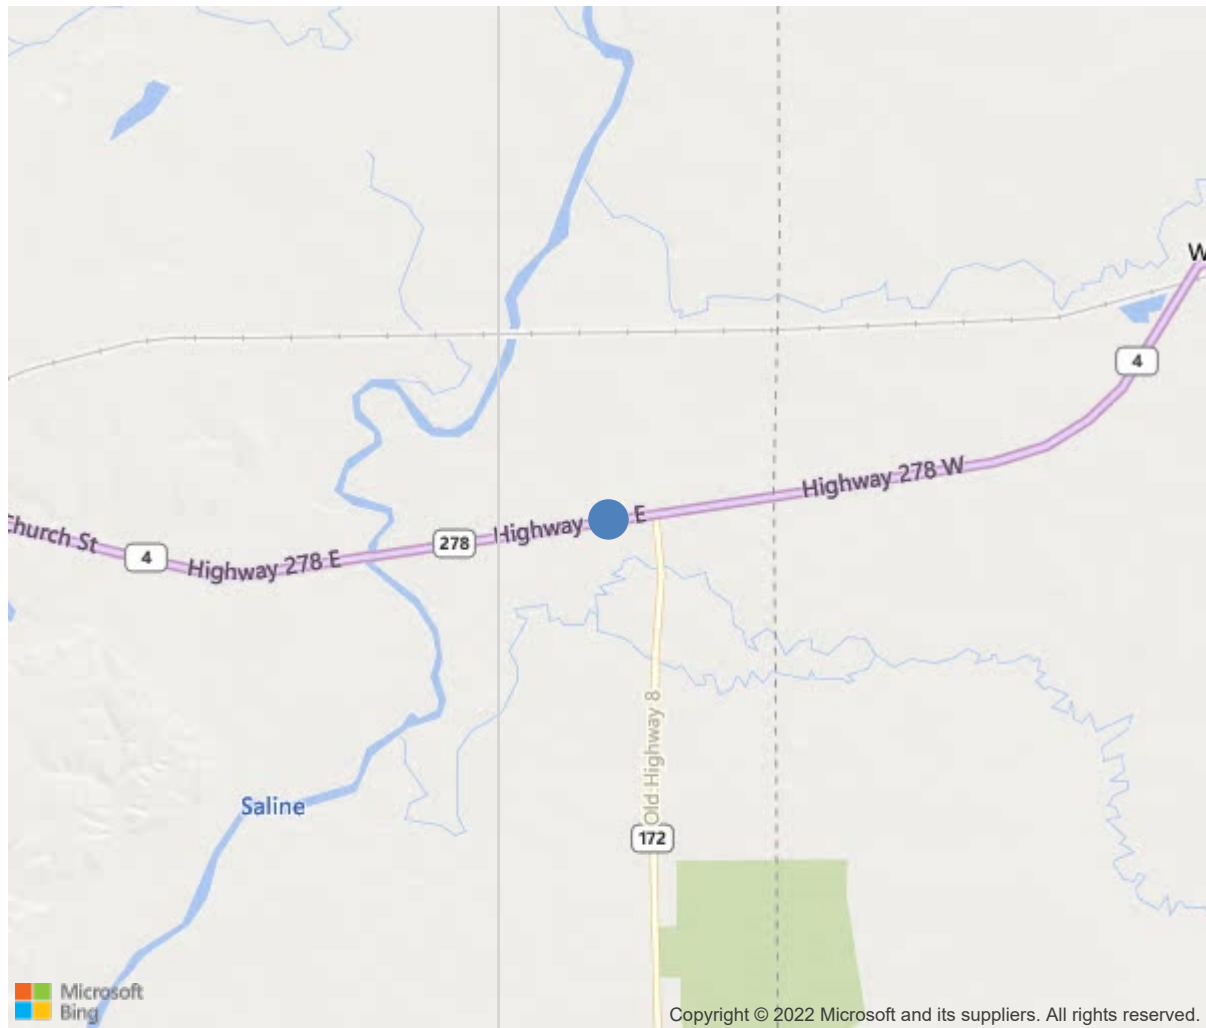 W
4
Highway 278 W
Highway E
278
Church St
4
Highway 278 E
Old Highway 8
Saline
172
Microsoft
Bing
Copyright © 2022 Microsoft and its suppliers. All rights reserved.